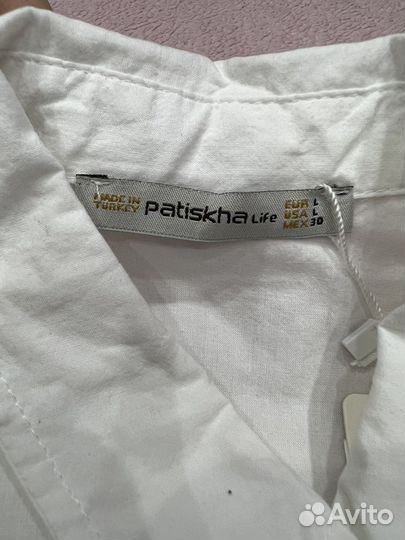 MADE IN
TURKEY
Patiskha Life
EUR L
USA L
MEX 30
Avito